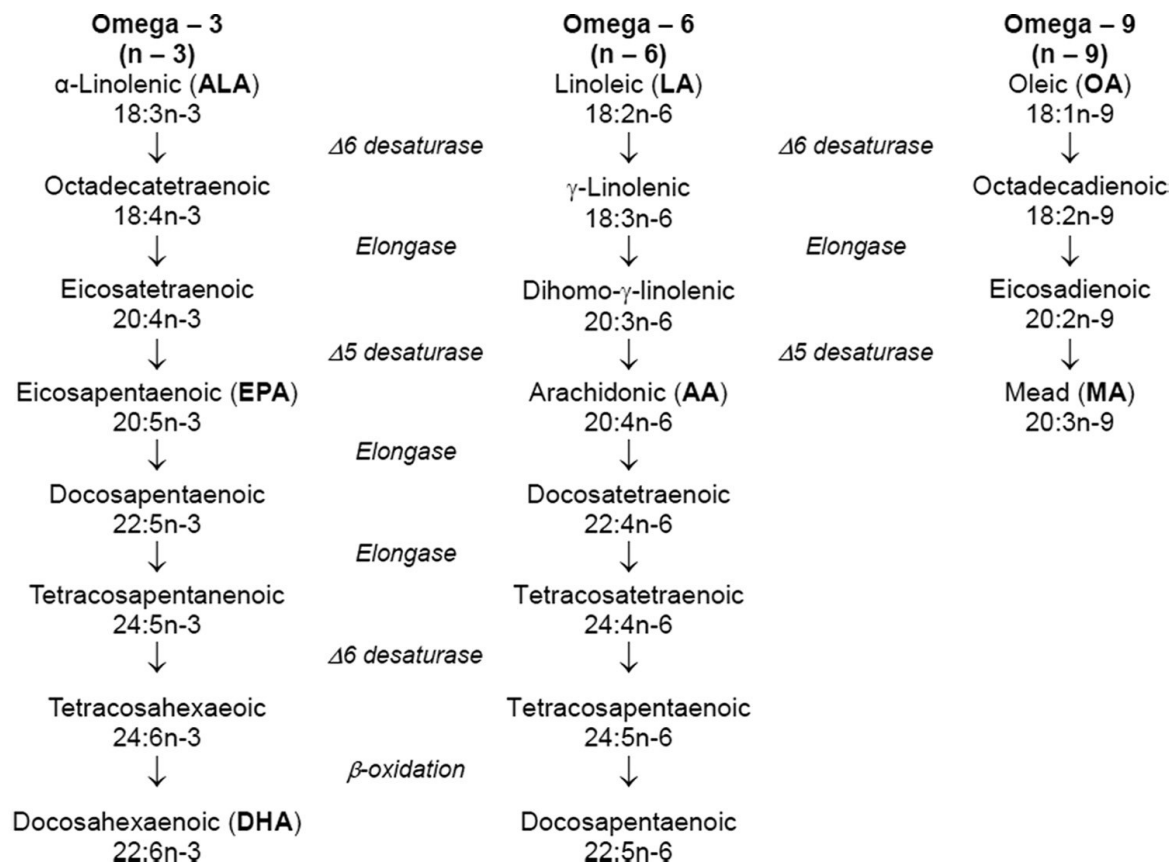 Omega – 3
(n – 3)
α-Linolenic (ALA)
18:3n-3
Octadecatetraenoic
18:4n-3
Eicosatetraenoic
20:4n-3
Eicosapentaenoic (EPA)
20:5n-3
Docosapentaenoic
22:5n-3
Tetracosapentanenoic
24:5n-3
Tetracosahexaeoic
24:6n-3
Docosahexaenoic (DHA)
22:6n-3
Δ6 desaturase
Elongase
Δ5 desaturase
Elongase
Elongase
Δ6 desaturase
β-oxidation
Omega – 6
(n – 6)
Linoleic (LA)
18:2n-6
γ-Linolenic
18:3n-6
Dihomo-γ-linolenic
20:3n-6
Arachidonic (AA)
20:4n-6
Docosatetraenoic
22:4n-6
Tetracosatetraenoic
24:4n-6
Tetracosapentaenoic
24:5n-6
Docosapentaenoic
22:5n-6
Δ6 desaturase
Elongase
Δ5 desaturase
Omega – 9
(n – 9)
Oleic (OA)
18:1n-9
Octadecadienoic
18:2n-9
Eicosadienoic
20:2n-9
Mead (MA)
20:3n-9